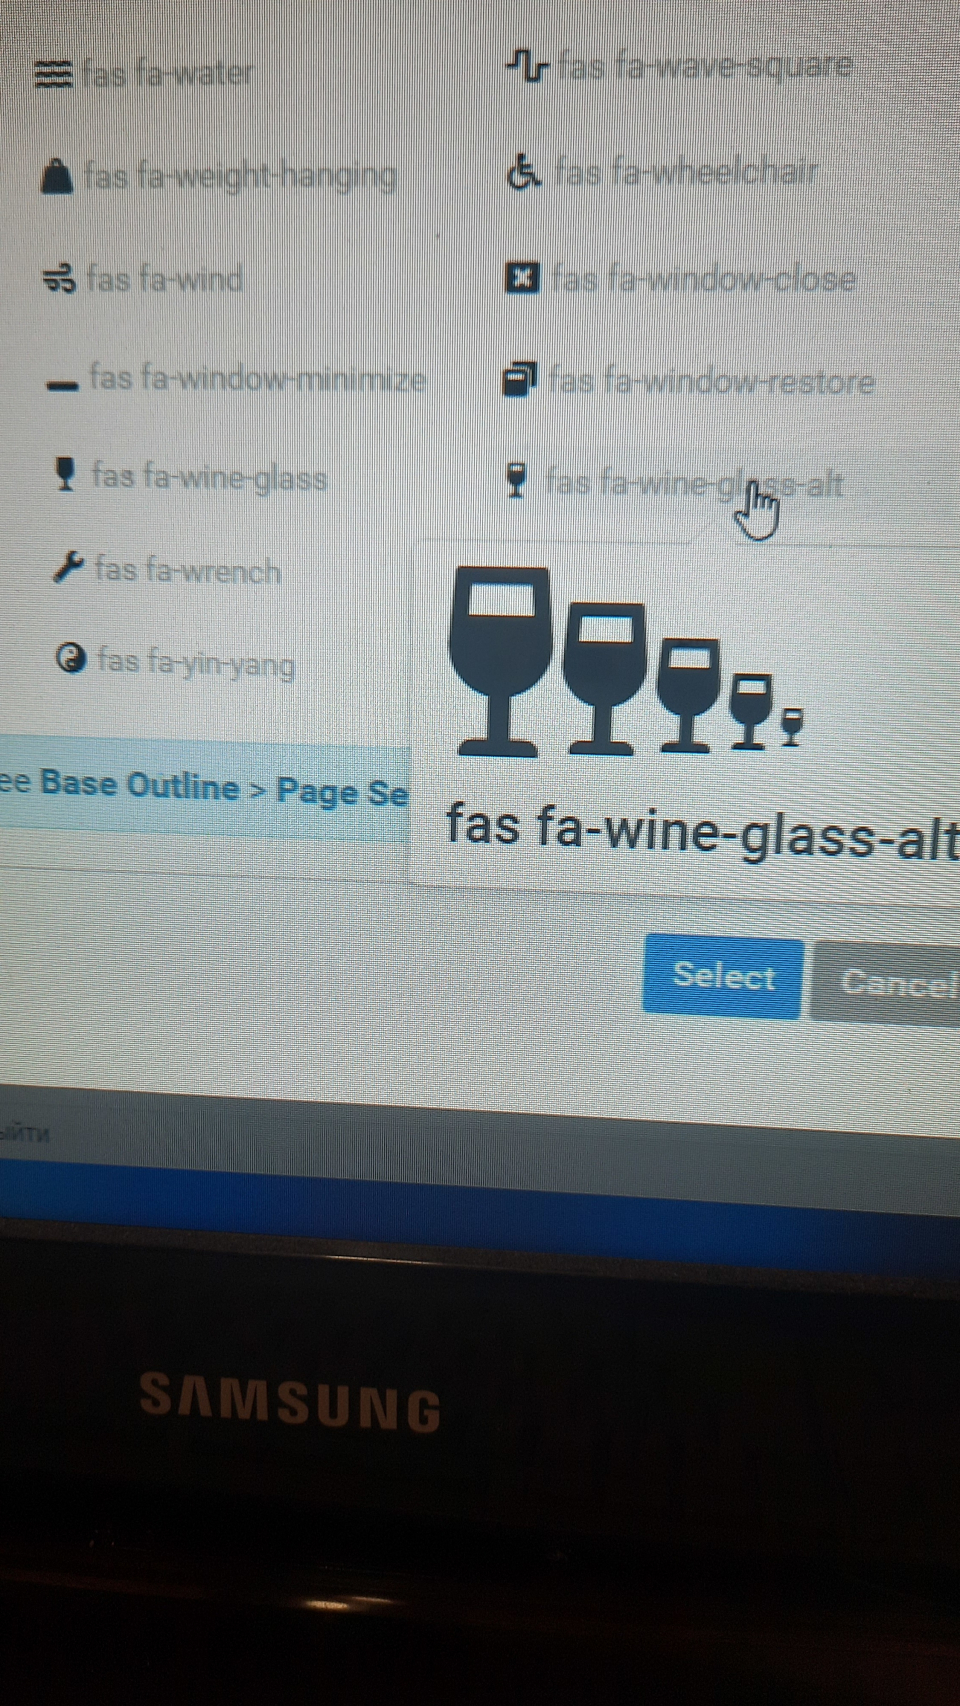 fas fa-water
fas fa-wave-square
fas fa-weight-hanging
fas fa-wheelchair
fas fa-wind
fas fa-window-close
fas fa-window-minimize
fas fa-window-restore
fas fa-wine-glass
fas fa-wine-glass-alt
fas fa-wrench
fas fa-yin-yang
ee Base Outline > Page Se
fas fa-wine-glass-alt
Select
Cancel
ыйти
SAMSUNG